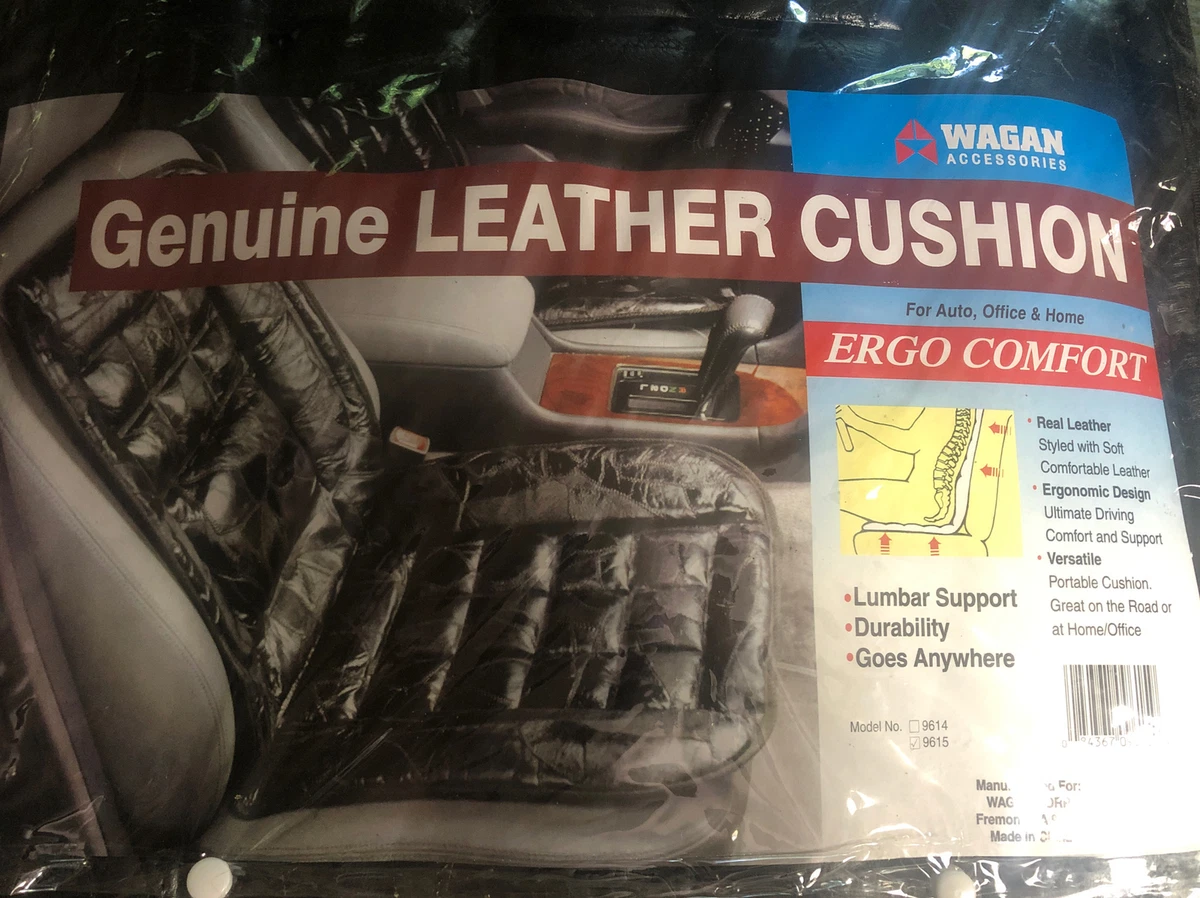 WAGAN
ACCESSORIES
Genuine LEATHER CUSHION
For Auto, Office & Home
ERGO COMFORT
• Real Leather
Styled with Soft
Comfortable Leather
• Ergonomic Design
Ultimate Driving
Comfort and Support
• Versatile
Portable Cushion.
Great on the Road or
at Home/Office
• Lumbar Support
• Durability
• Goes Anywhere
Model No. ☐ 9614
☑ 9615
For:
Made in